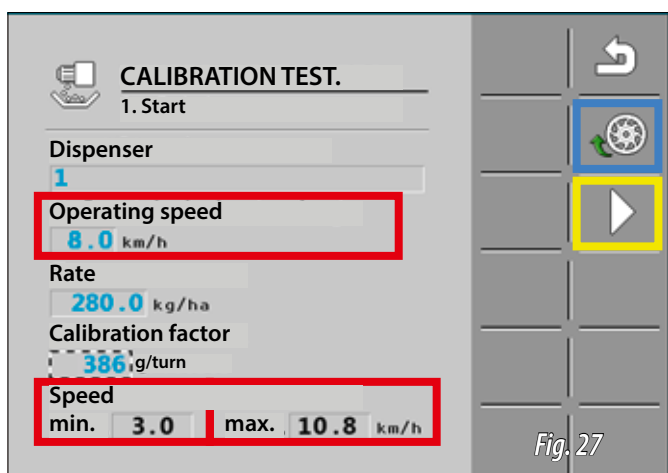 CALIBRATION TEST.
1. Start
Dispenser
1
Operating speed
8.0 km/h
Rate
280.0 kg/ha
Calibration factor
386 g/turn
Speed
min. 3.0 max. 10.8 km/h
Fig. 27